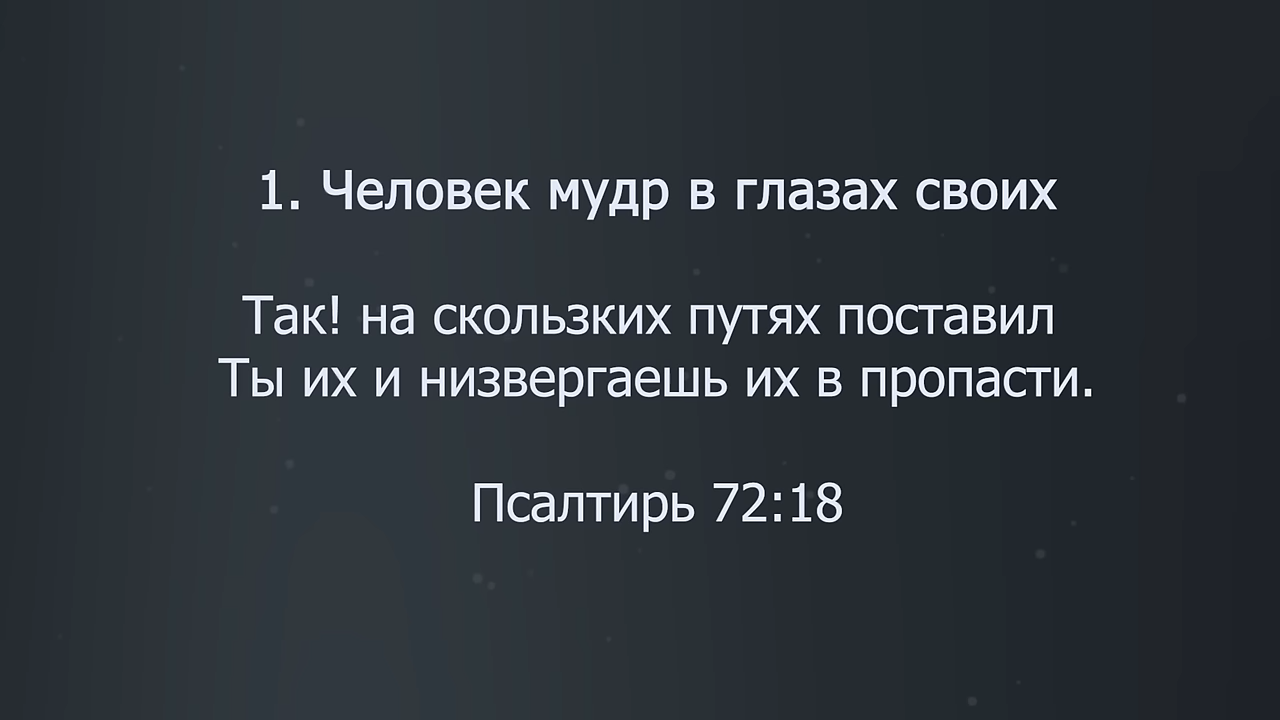 1. Человек мудр в глазах своих
Так! на скользких путях поставил
Ты их и низвергаешь их в пропасти.
Псалтирь 72:18